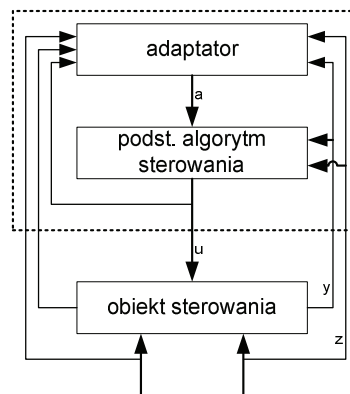 adaptator
a
podst. algorytm
sterowania
u
y
obiekt sterowania
z